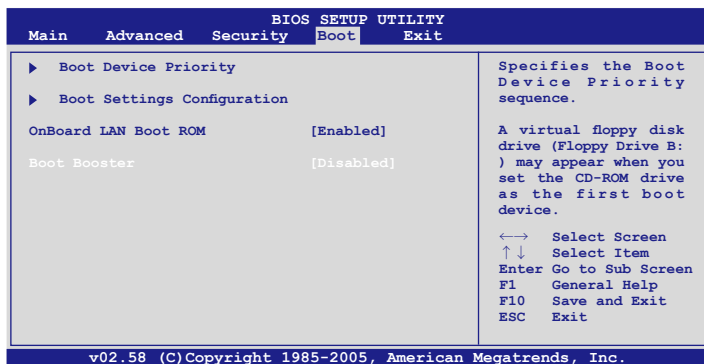 BIOS SETUP UTILITY
Main Advanced Security Boot Exit
Boot Device Priority
Boot Settings Configuration
OnBoard LAN Boot ROM [Enabled]
Boot Booster [Disabled]
Specifies the Boot
Device Priority
sequence.
A virtual floppy disk
drive (Floppy Drive B:
) may appear when you
set the CD-ROM drive
as the first boot
device.
←→ Select Screen
↑↓ Select Item
Enter Go to Sub Screen
F1 General Help
F10 Save and Exit
ESC Exit
v02.58 (C)Copyright 1985-2005, American Megatrends, Inc.